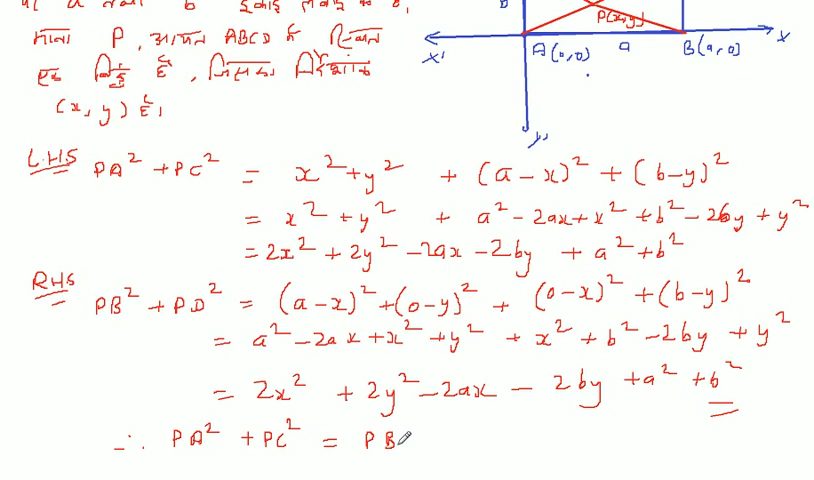 b इकाई
माना P, आयत ABCD में स्थित
एक बिन्दु है, जिसका निर्देशांक
(x, y) है।
P(x,y)
X' A(0,0) a B(a,0) X
y'
LHS PA² + PC² = x² + y² + (a - x)² + (b - y)²
= x² + y² + a² - 2ax + x² + b² - 2by + y²
= 2x² + 2y² - 2ax - 2by + a² + b²
RHS PB² + PD² = (a - x)² + (0 - y)² + (0 - x)² + (b - y)²
= a² - 2ax + x² + y² + x² + b² - 2by + y²
= 2x² + 2y² - 2ax - 2by + a² + b²
∴ PA² + PC² = PB